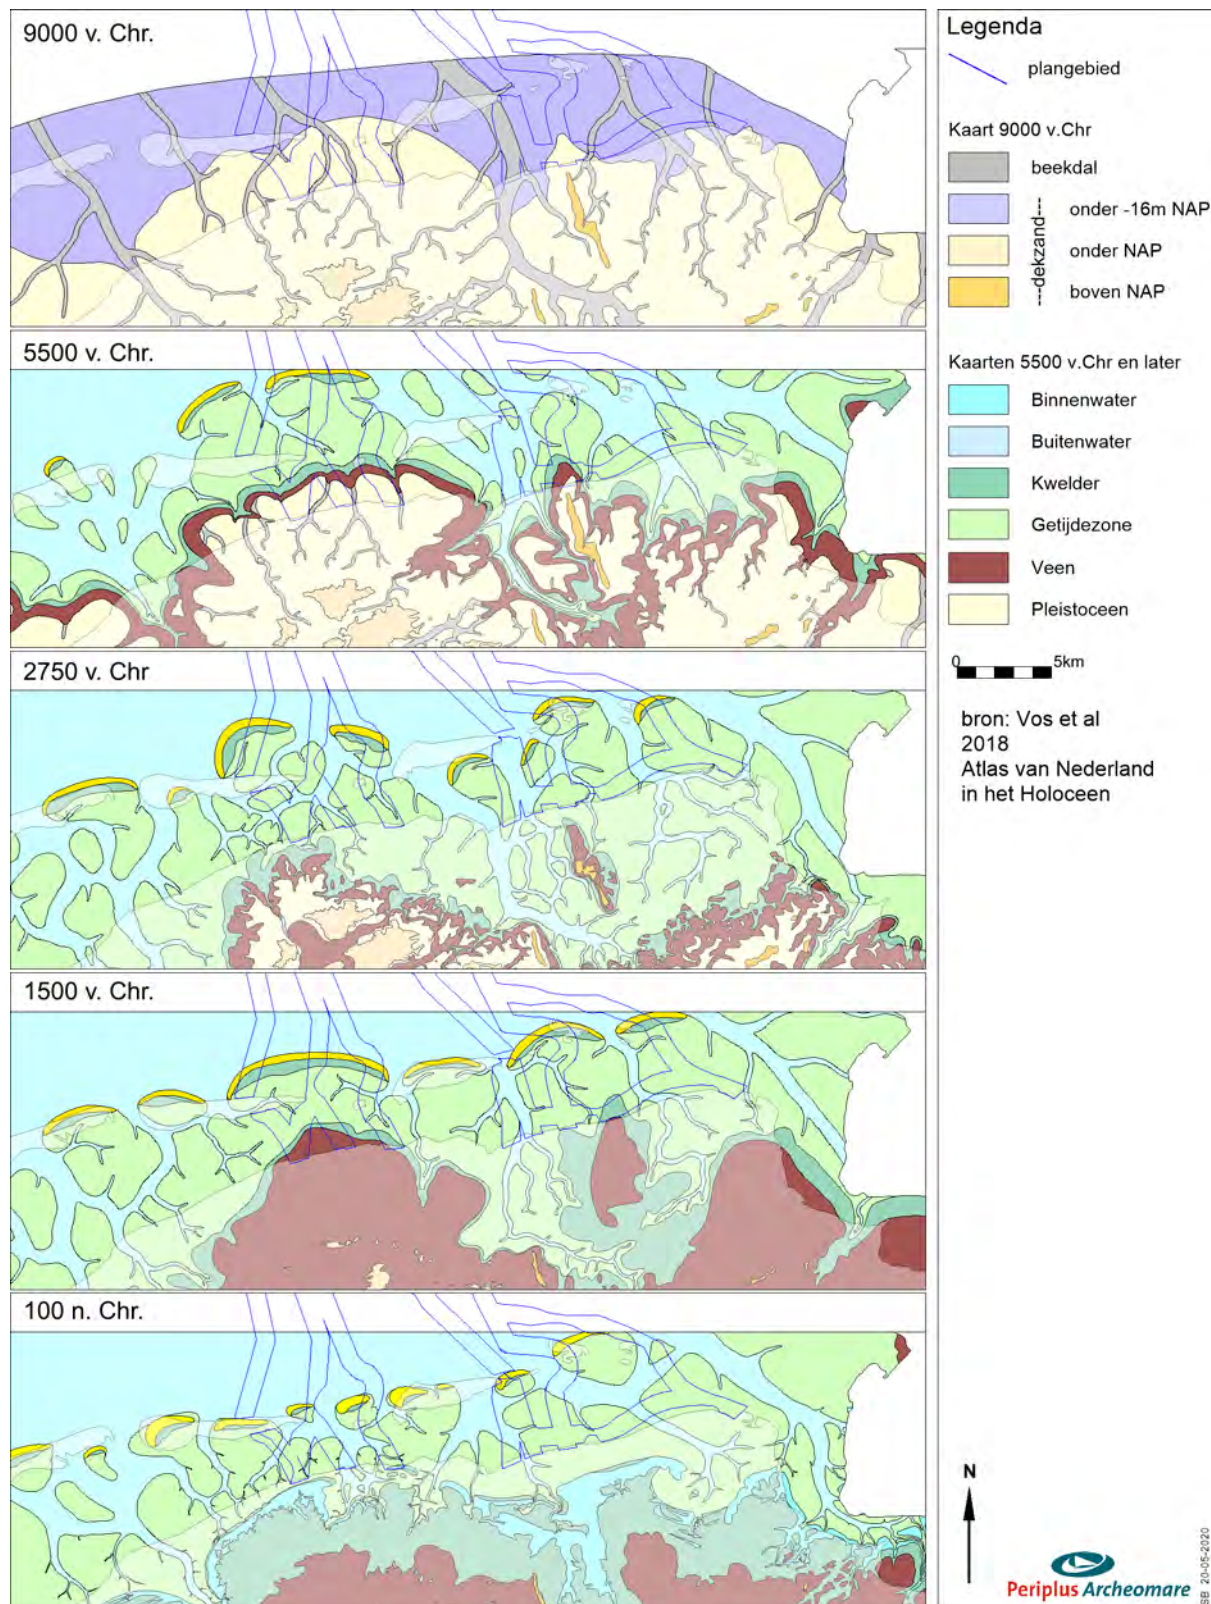 9000 v. Chr.
5500 v. Chr.
2750 v. Chr
1500 v. Chr.
100 n. Chr.
Legenda
plangebied
Kaart 9000 v.Chr
beekdal
---dekzand---
onder -16m NAP
onder NAP
boven NAP
Kaarten 5500 v.Chr en later
Binnenwater
Buitenwater
Kwelder
Getijdezone
Veen
Pleistoceen
0 5km
bron: Vos et al
2018
Atlas van Nederland
in het Holoceen
N
Periplus Archeomare
SB 20-05-2020